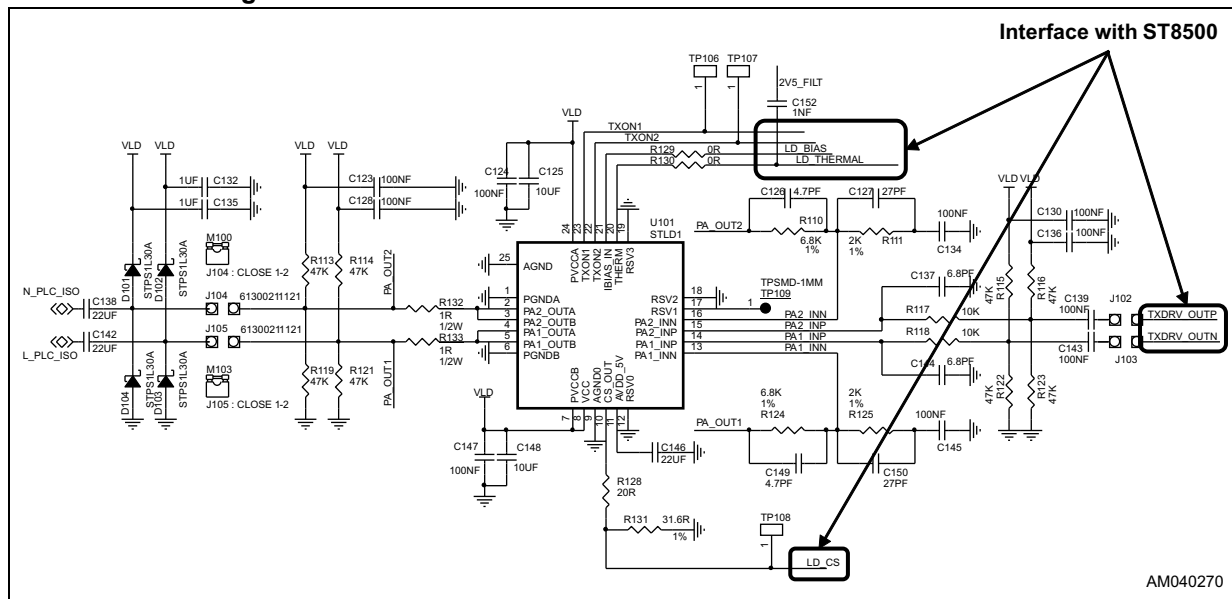 Interface with ST8500
TP106
TP107
1
1
2V5_FILT
C152
1NF
VLD
TXON1
TXON2
R129
0R
LD_BIAS
R130
0R
LD_THERMAL
VLD
VLD
VLD
VLD
C124
100NF
C125
10UF
1UF
C132
1UF
C135
C123
100NF
C128
100NF
24
23
22
21
20
19
PVCCA
TXON1
TXON2
IBIAS_IN
THERM
RSV3
U101
STLD1
C126
4.7PF
C127
27PF
PA_OUT2
R110
6.8K
1%
2K
1%
R111
100NF
C134
VLD
VLD
C130
100NF
C136
100NF
D101
STPS1L30A
D102
STPS1L30A
M100
J104 : CLOSE 1-2
R113
47K
R114
47K
PA_OUT2
25
AGND
N_PLC_ISO
C138
22UF
J104
61300211121
R132
1R
1/2W
L_PLC_ISO
C142
22UF
J105
61300211121
R133
1R
1/2W
1
2
3
4
5
6
PGNDA
PA2_OUTA
PA2_OUTB
PA1_OUTA
PA1_OUTB
PGNDB
RSV2
RSV1
PA2_INN
PA2_INP
PA1_INP
PA1_INN
18
17
16
15
14
13
1
TPSMD-1MM
TP109
PA2_INN
PA2_INP
PA1_INP
PA1_INN
C137
6.8PF
R117
10K
R118
10K
C144
6.8PF
R115
47K
R116
47K
C139
100NF
J102
TXDRV_OUTP
C143
100NF
J103
TXDRV_OUTN
D104
STPS1L30A
D103
STPS1L30A
M103
J105 : CLOSE 1-2
R119
47K
R121
47K
PA_OUT1
PVCCB
VCC
AGND0
CS_OUT
AVDD_5V
RSV0
7
8
9
10
11
12
VLD
C147
100NF
C148
10UF
C146
22UF
R128
20R
R131
31.6R
1%
PA_OUT1
6.8K
1%
R124
2K
1%
R125
100NF
C145
C149
4.7PF
C150
27PF
R122
47K
R123
47K
TP108
1
LD_CS
AM040270